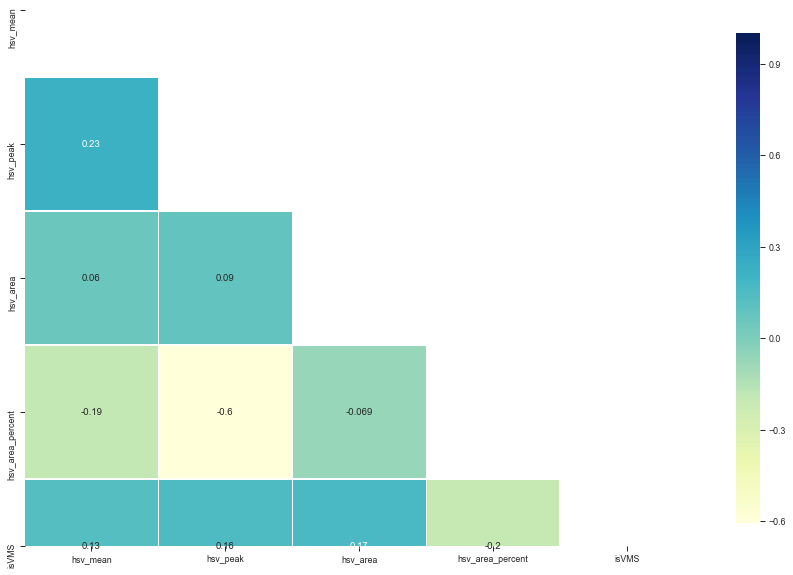 hsv_mean
0.9
hsv_peak
0.23
0.6
0.3
hsv_area
0.06
0.09
0.0
hsv_area_percent
-0.19
-0.6
-0.069
-0.3
-0.6
isVMS
0.13
0.16
0.17
-0.2
hsv_mean
hsv_peak
hsv_area
hsv_area_percent
isVMS